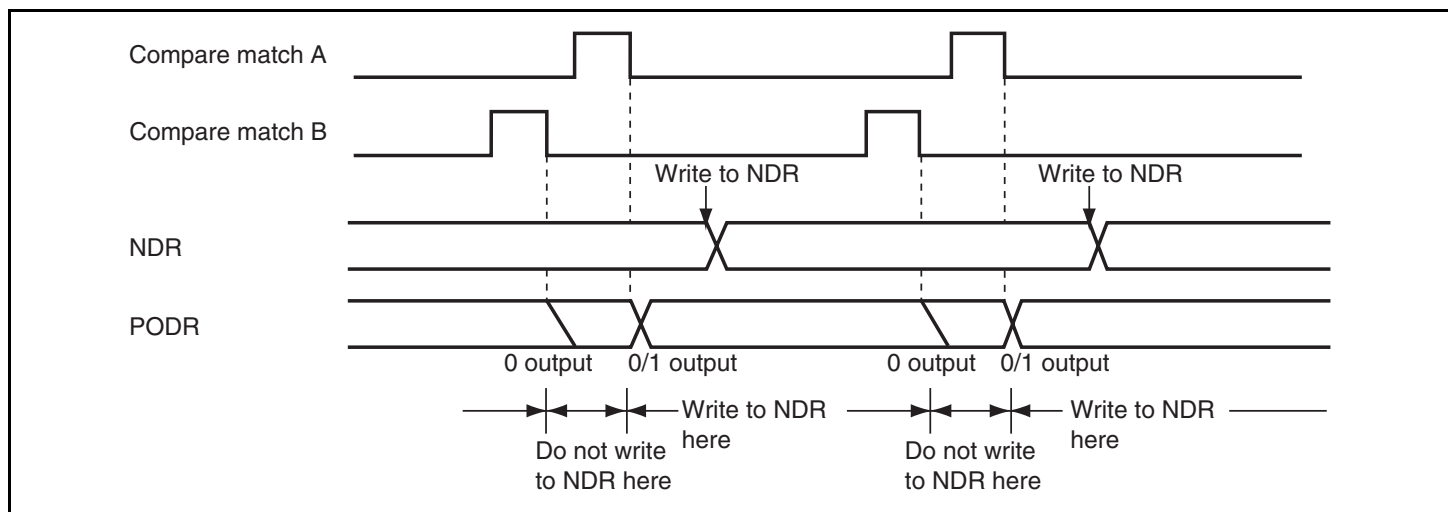 Compare match A
Compare match B
Write to NDR
Write to NDR
NDR
PODR
0 output
0/1 output
0 output
0/1 output
Write to NDR
here
Write to NDR
here
Do not write
to NDR here
Do not write
to NDR here